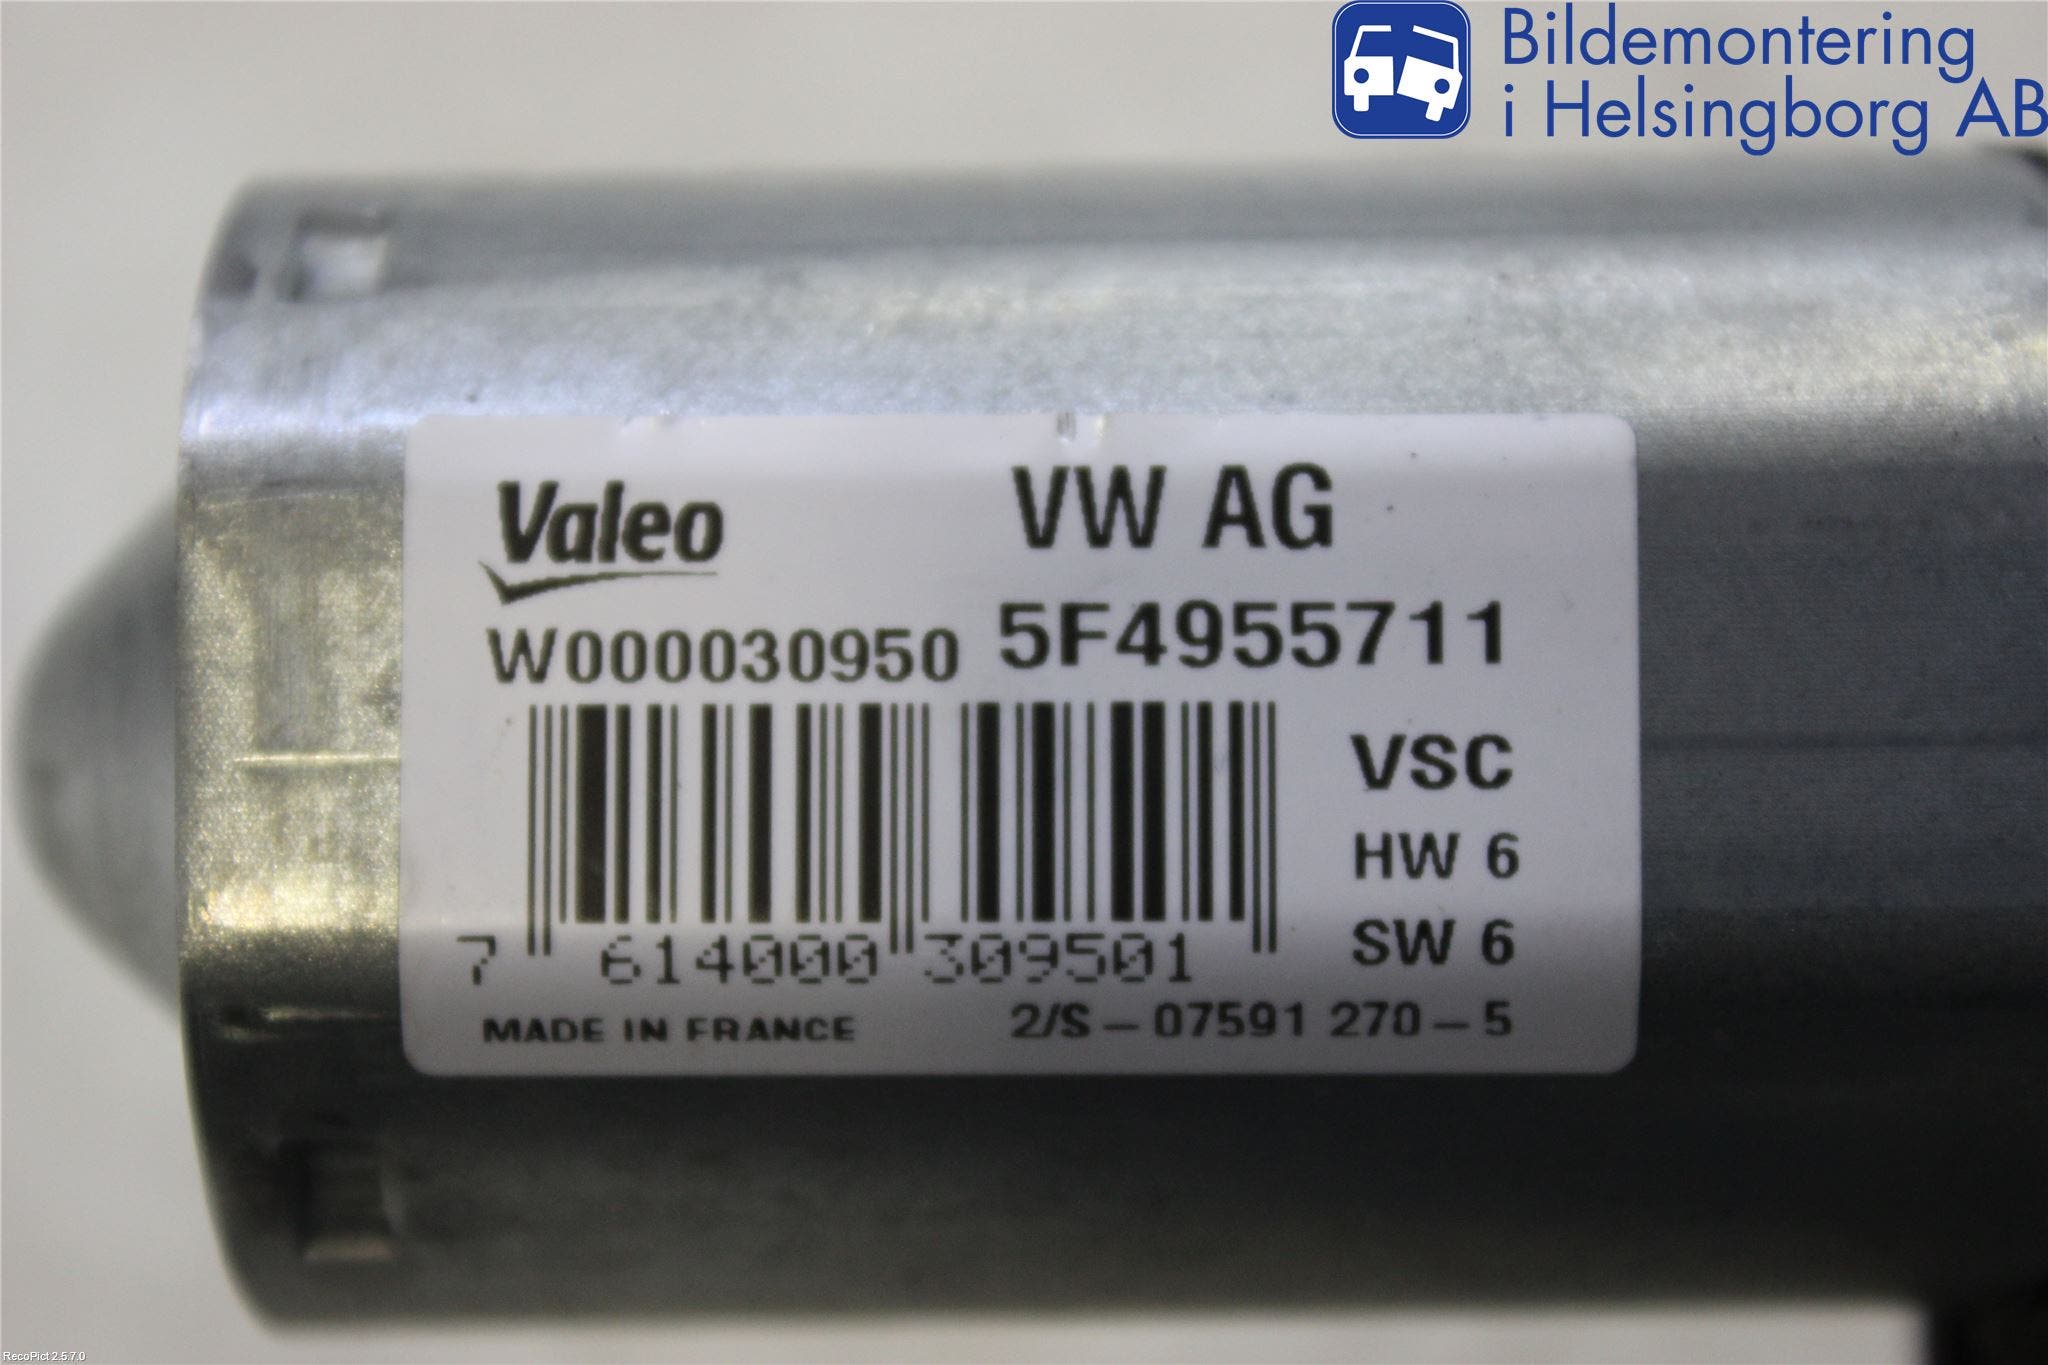 Bildemontering
i Helsingborg AB
Valeo
VW AG
W000030950 5F4955711
VSC
HW 6
SW 6
7 614000 309501
MADE IN FRANCE
2/S-07591 270-5
RecoPict 2.5.7.0